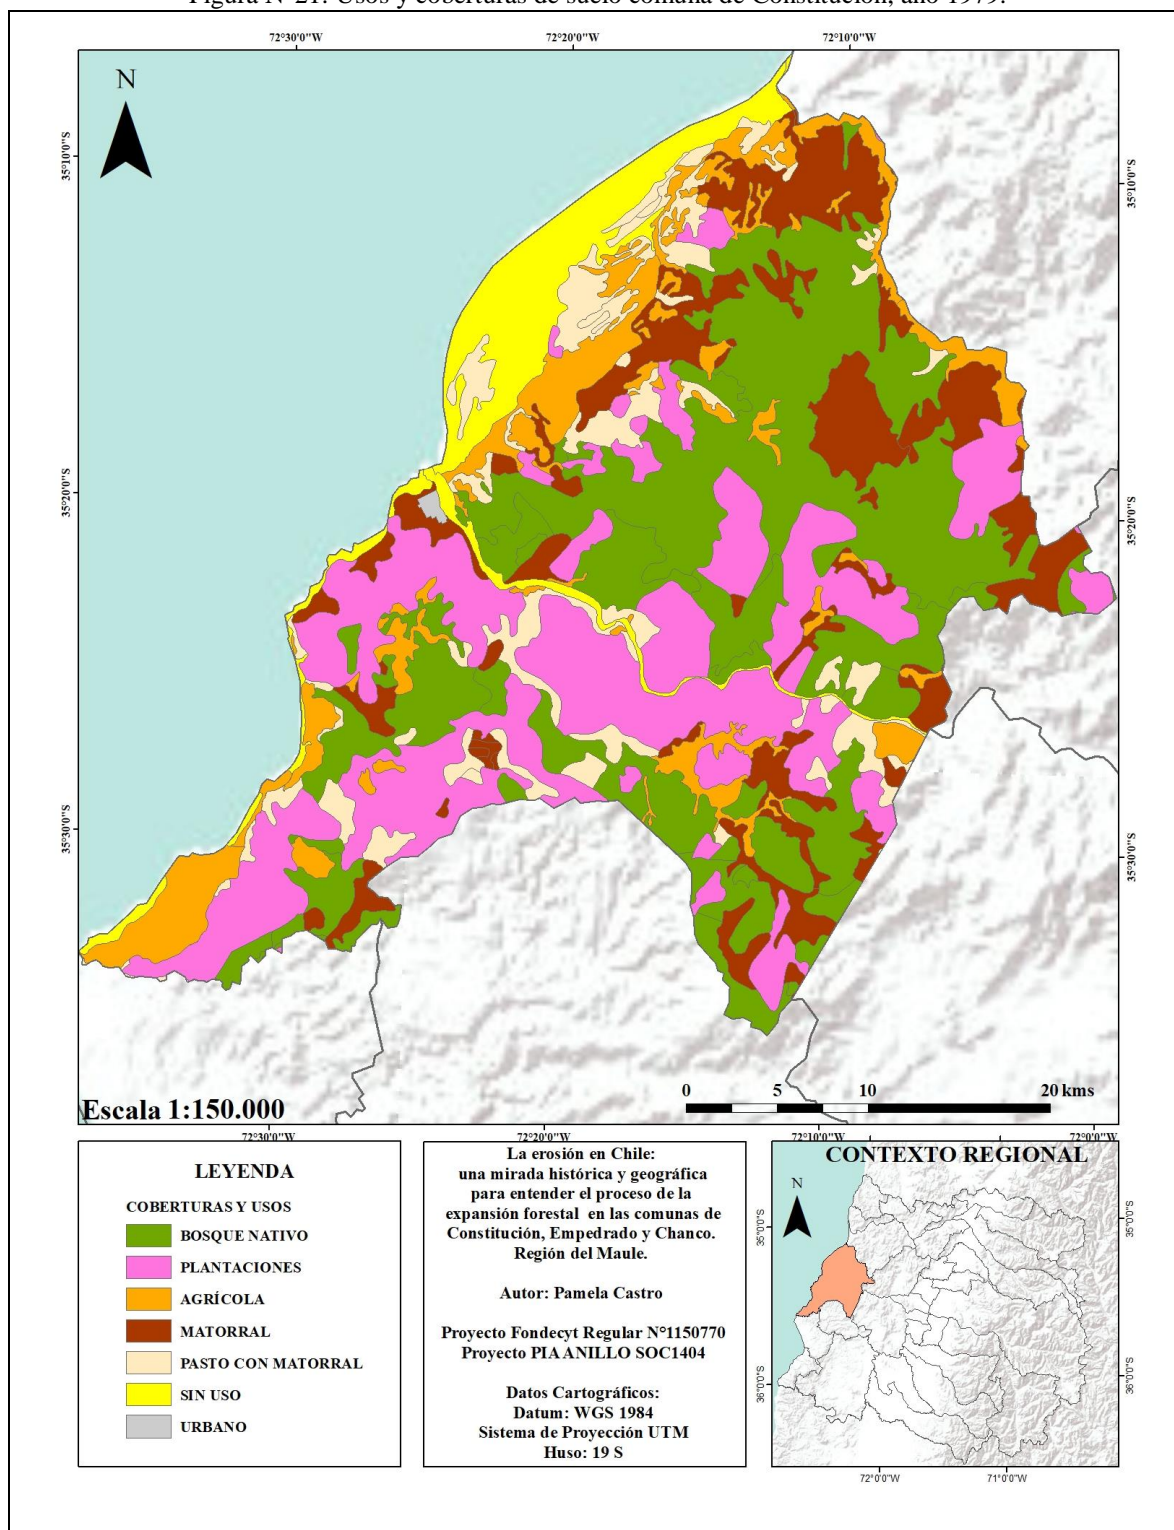 Figura N°21: Usos y coberturas de suelo comuna de Constitución, año 1979.
72°30'0"W
72°20'0"W
72°10'0"W
N
35°10'0"S
35°10'0"S
35°20'0"S
35°20'0"S
35°30'0"S
35°30'0"S
0 5 10 20 kms
Escala 1:150.000
72°30'0"W
72°20'0"W
72°10'0"W
72°0'0"W
LEYENDA
COBERTURAS Y USOS
BOSQUE NATIVO
PLANTACIONES
AGRÍCOLA
MATORRAL
PASTO CON MATORRAL
SIN USO
URBANO
La erosión en Chile:
una mirada histórica y geográfica
para entender el proceso de la
expansión forestal en las comunas de
Constitución, Empedrado y Chanco.
Región del Maule.
Autor: Pamela Castro
Proyecto Fondecyt Regular N°1150770
Proyecto PIA ANILLO SOC1404
Datos Cartográficos:
Datum: WGS 1984
Sistema de Proyección UTM
Huso: 19 S
CONTEXTO REGIONAL
N
35°0'0"S
35°0'0"S
36°0'0"S
36°0'0"S
72°0'0"W
71°0'0"W